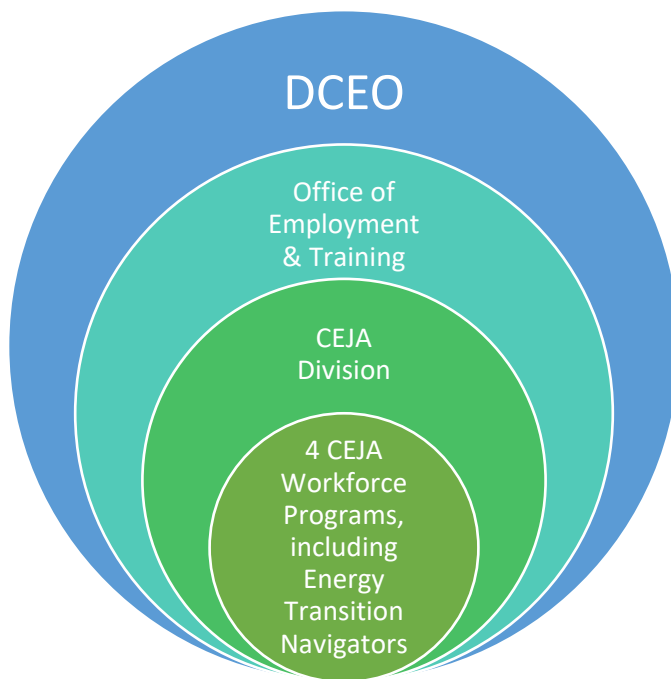 DCEO
Office of
Employment
& Training
CEJA
Division
4 CEJA
Workforce
Programs,
including
Energy
Transition
Navigators